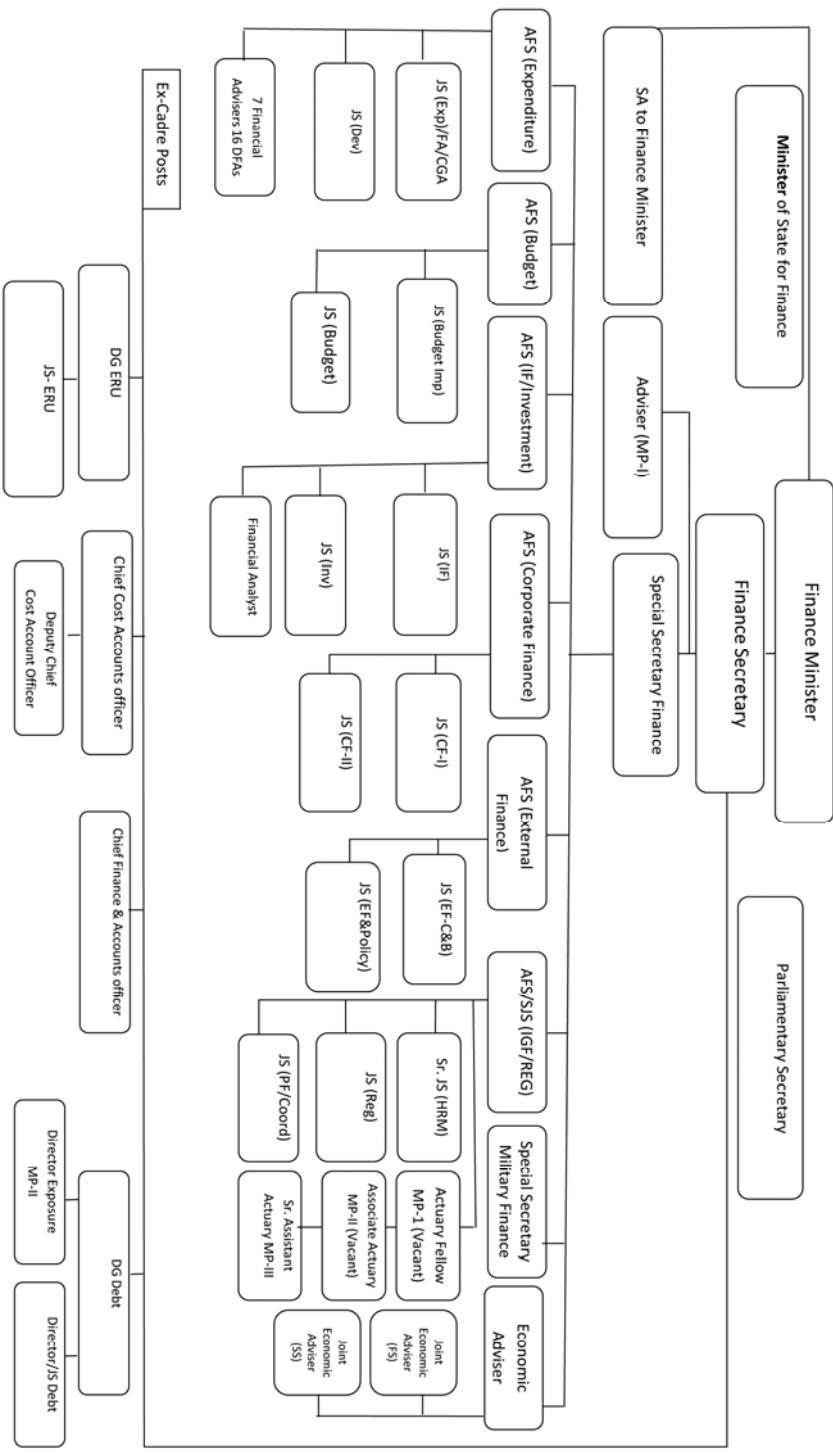 Finance Minister
Minister of State for Finance
Parliamentary Secretary
Finance Secretary
SA to Finance Minister
Adviser (MP-I)
Special Secretary Finance
AFS (Expenditure)
AFS (Budget)
AFS (IF/Investment)
AFS (Corporate Finance)
AFS (External
Finance)
AFS/SJS (IGF/REG)
Special Secretary
Military Finance
Economic
Adviser
JS (Exp)/FA/CGA
JS (Dev)
7 Financial
Advisers 16 DFAs
JS (Budget Imp)
JS (Budget)
JS (IF)
JS (Inv)
Financial Analyst
JS (CF-I)
JS (CF-II)
JS (EF-C&B)
JS (EF&Policy)
Sr. JS (HRM)
JS (Reg)
JS (PF/Coord)
Actuary Fellow
MP-1 (Vacant)
Associate Actuary
MP-II (Vacant)
Sr. Assistant
Actuary MP-III
Joint
Economic
Adviser
(FS)
Joint
Economic
Adviser
(SS)
Ex-Cadre Posts
DG ERU
Chief Cost Accounts officer
Chief Finance & Accounts officer
DG Debt
JS- ERU
Deputy Chief
Cost Account Officer
Director Exposure
MP-II
Director/JS Debt